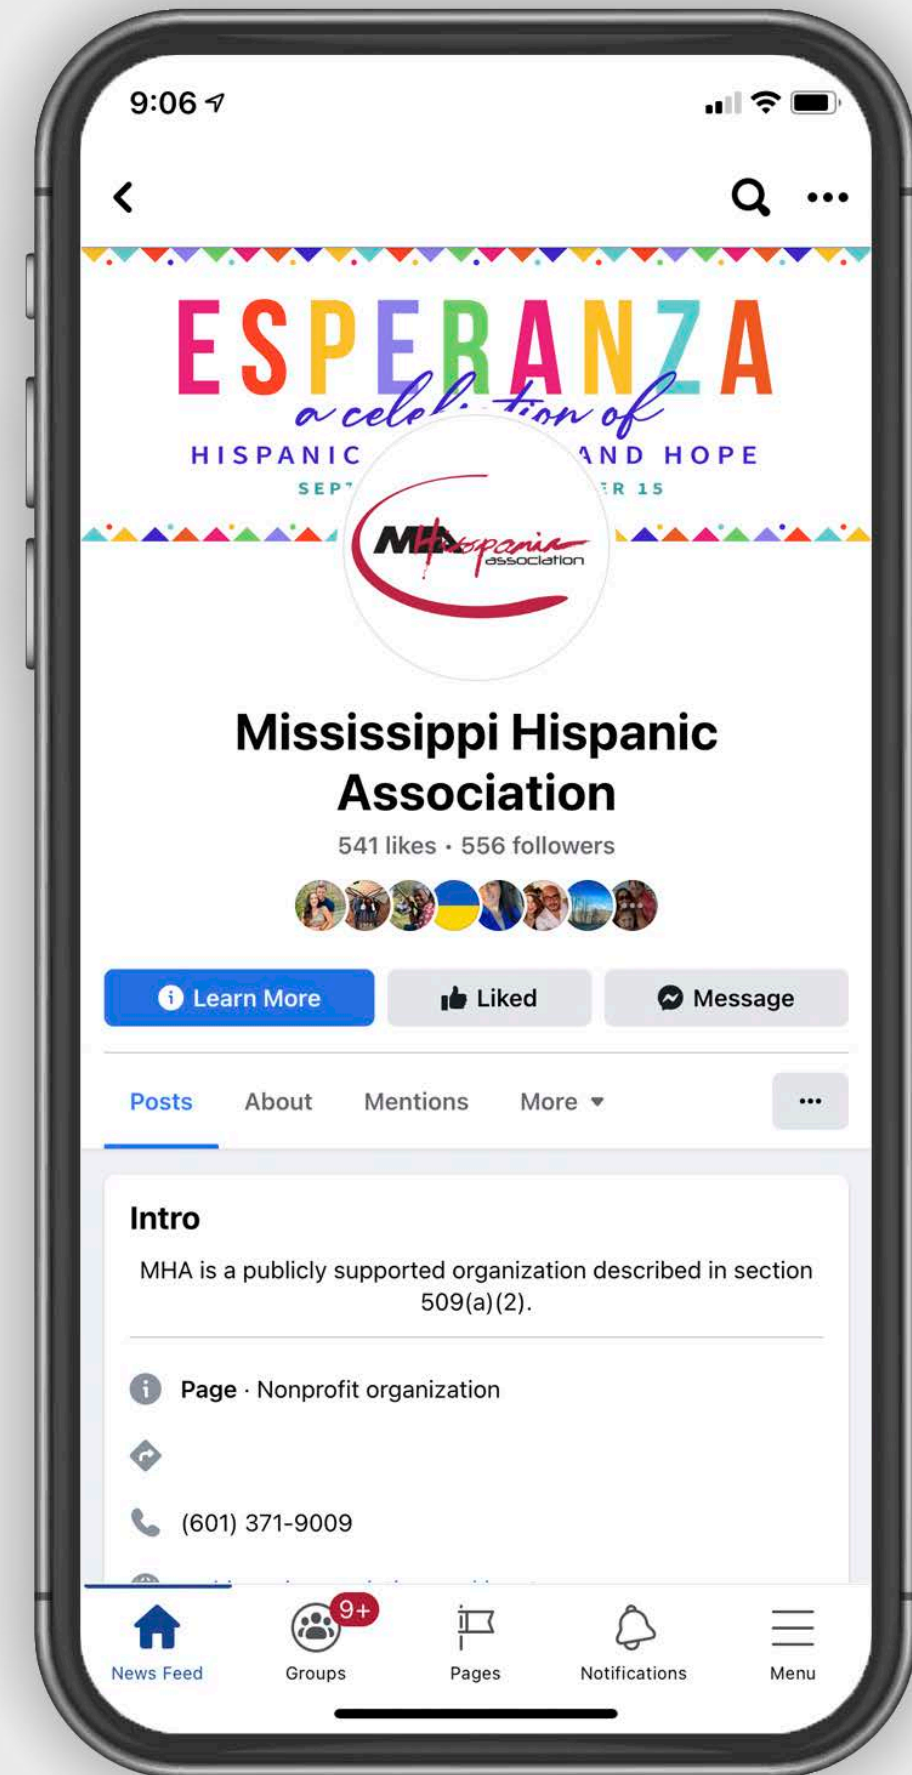 9:06
ESPERANZA
a of
HISPANIC AND HOPE
15
MHA Hispanic
association
Mississippi Hispanic
Association
541 likes · 556 followers
Learn More
Liked
Message
Posts
About
Mentions
More
Intro
MHA is a publicly supported organization described in section
509(a)(2).
Page · Nonprofit organization
(601) 371-9009
9+
News Feed
Groups
Pages
Notifications
Menu